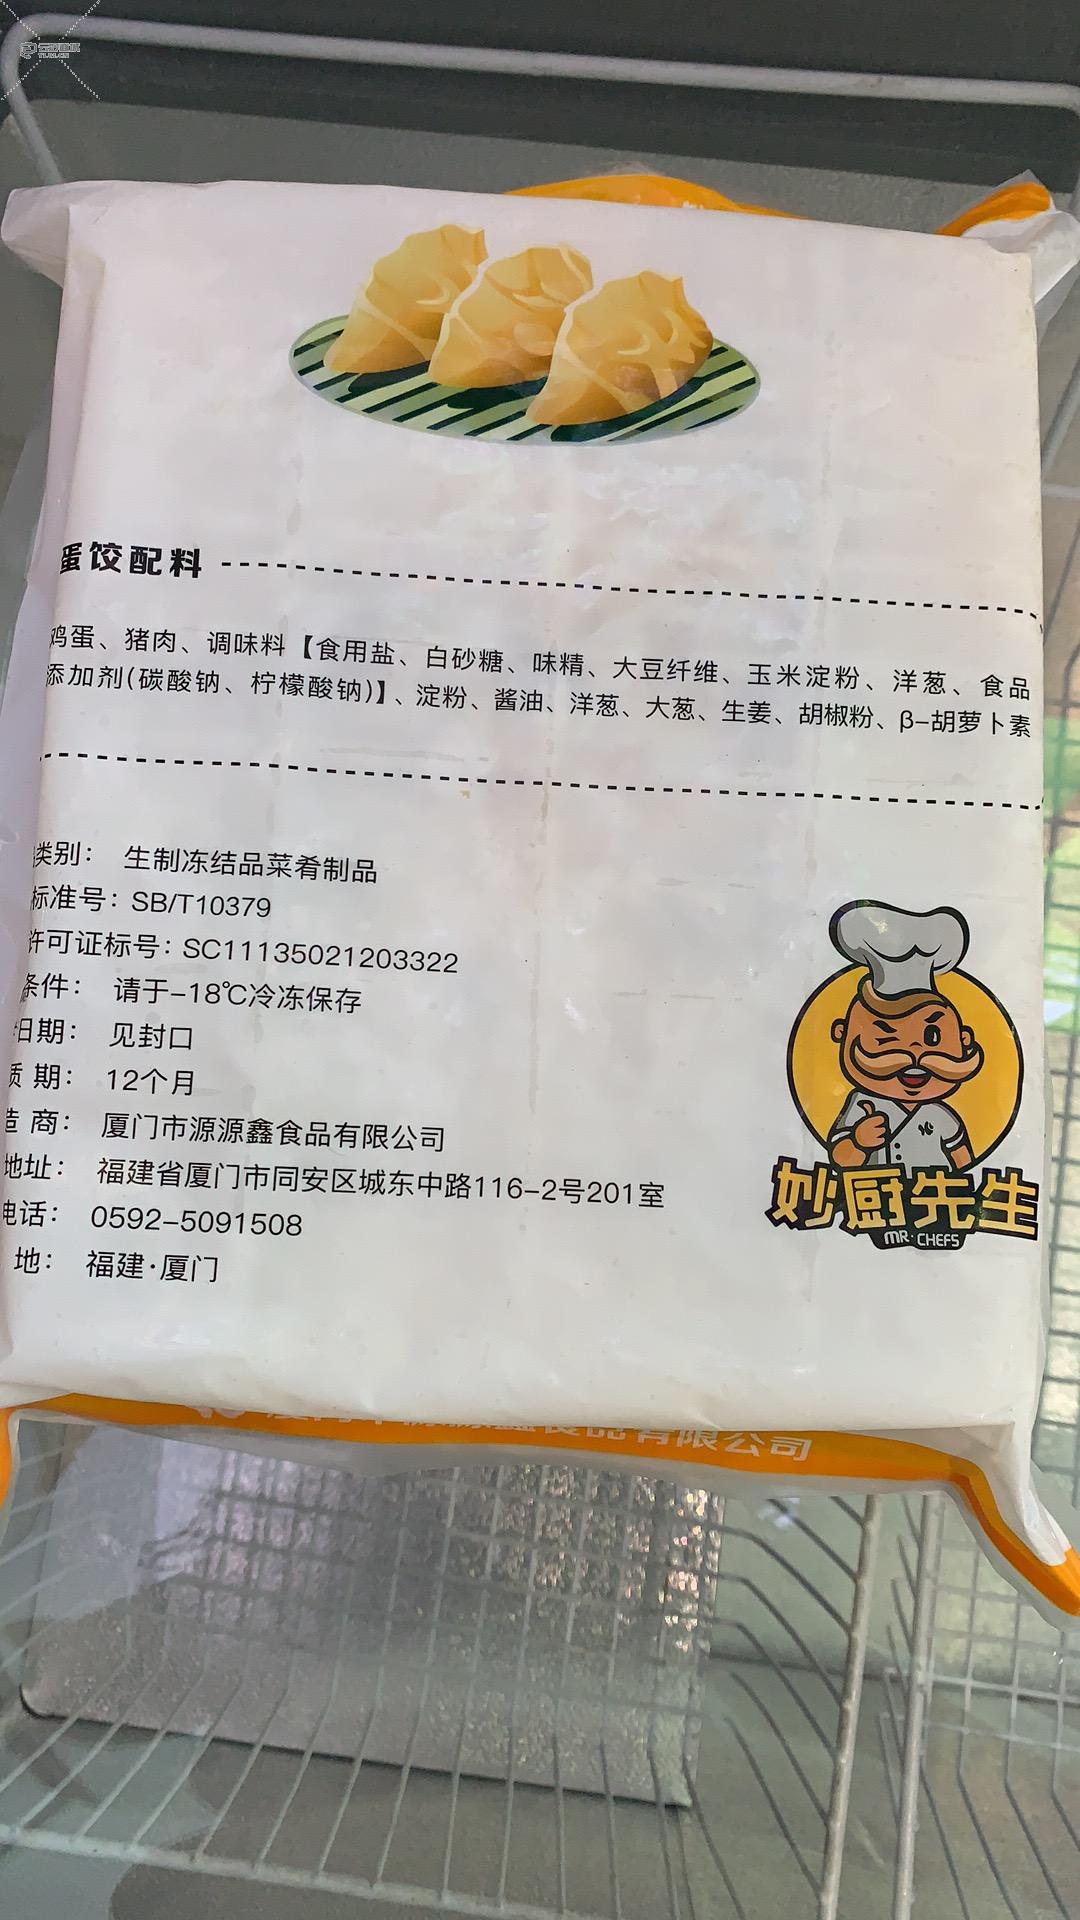 蛋饺配料
鸡蛋、猪肉、调味料【食用盐、白砂糖、味精、大豆纤维、玉米淀粉、洋葱、食品
添加剂(碳酸钠、柠檬酸钠)】、淀粉、酱油、洋葱、大葱、生姜、胡椒粉、β-胡萝卜素
类别： 生制冻结品菜肴制品
标准号：SB/T10379
许可证标号：SC11135021203322
条件： 请于-18℃冷冻保存
日期： 见封口
质 期： 12个月
造 商： 厦门市源源鑫食品有限公司
地址： 福建省厦门市同安区城东中路116-2号201室
电话： 0592-5091508
地： 福建·厦门
妙厨先生
MR·CHEFS
食品有限公司